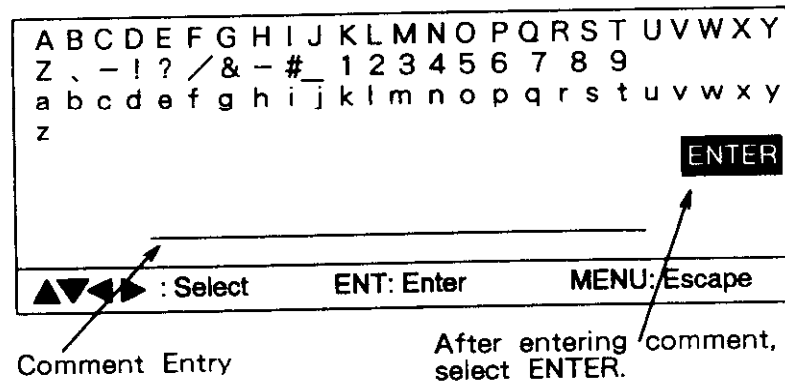 A B C D E F G H I J K L M N O P Q R S T U V W X Y
Z 、 – ! ? / & – # _ 1 2 3 4 5 6 7 8 9
a b c d e f g h i j k l m n o p q r s t u v w x y
z
ENTER
▲▼◀▶ : Select ENT: Enter MENU: Escape
Comment Entry
After entering comment,
select ENTER.